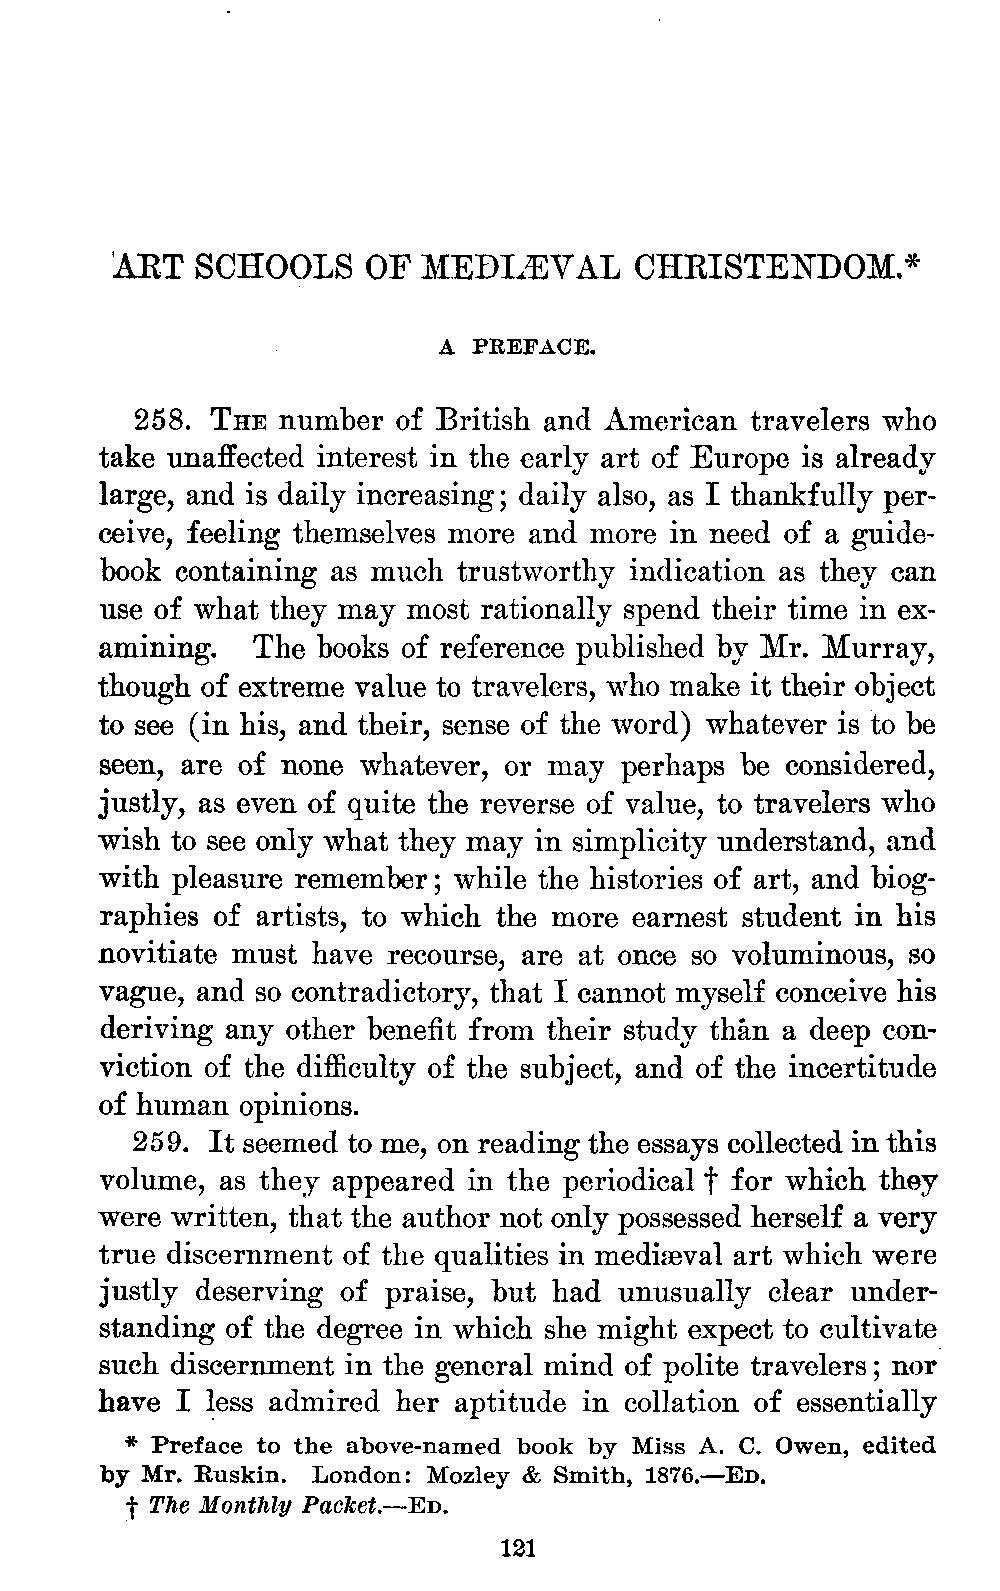 ART SCHOOLS OF MEDIÆVAL CHRISTENDOM.*
A PREFACE.
258. THE number of British and American travelers who
take unaffected interest in the early art of Europe is already
large, and is daily increasing; daily also, as I thankfully per-
ceive, feeling themselves more and more in need of a guide-
book containing as much trustworthy indication as they can
use of what they may most rationally spend their time in ex-
amining. The books of reference published by Mr. Murray,
though of extreme value to travelers, who make it their object
to see (in his, and their, sense of the word) whatever is to be
seen, are of none whatever, or may perhaps be considered,
justly, as even of quite the reverse of value, to travelers who
wish to see only what they may in simplicity understand, and
with pleasure remember; while the histories of art, and biog-
raphies of artists, to which the more earnest student in his
novitiate must have recourse, are at once so voluminous, so
vague, and so contradictory, that I cannot myself conceive his
deriving any other benefit from their study than a deep con-
viction of the difficulty of the subject, and of the incertitude
of human opinions.
259. It seemed to me, on reading the essays collected in this
volume, as they appeared in the periodical † for which they
were written, that the author not only possessed herself a very
true discernment of the qualities in mediæval art which were
justly deserving of praise, but had unusually clear under-
standing of the degree in which she might expect to cultivate
such discernment in the general mind of polite travelers; nor
have I less admired her aptitude in collation of essentially
* Preface to the above-named book by Miss A. C. Owen, edited
by Mr. Ruskin. London: Mozley & Smith, 1876.—ED.
† The Monthly Packet.—ED.
121